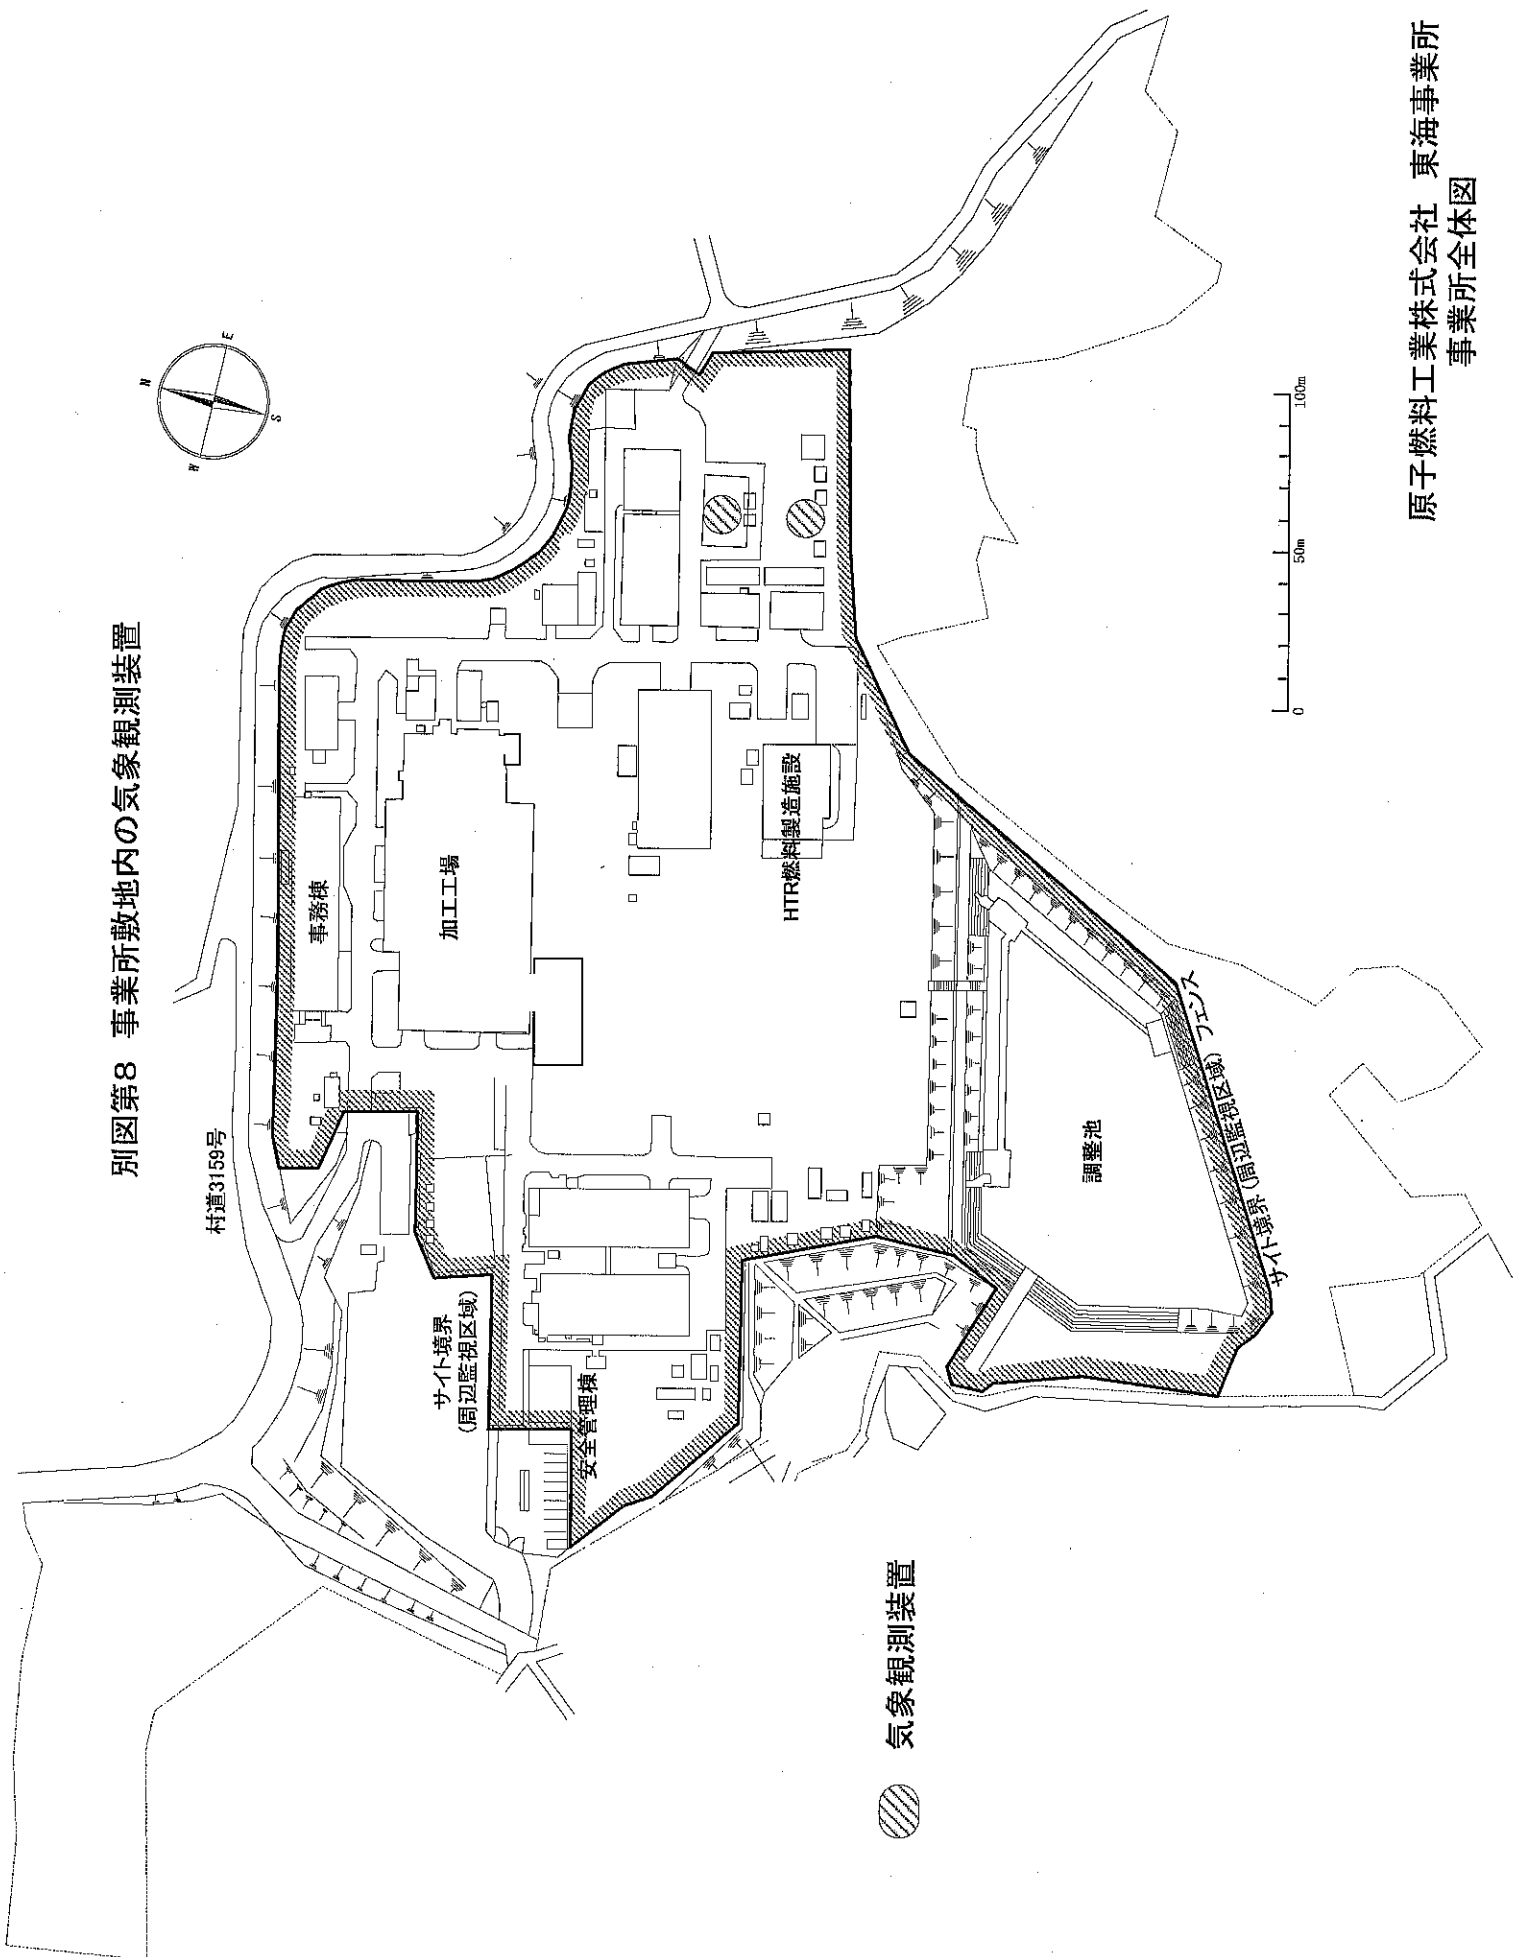 別図第8 事業所敷地内の気象観測装置
N
E
S
W
村道3159号
事務棟
加工工場
HTR燃料製造施設
サイト境界
(周辺監視区域)
安全管理棟
調整池
サイト境界(周辺監視区域) フェンス
気象観測装置
0
50m
100m
原子燃料工業株式会社 東海事業所
事業所全体図